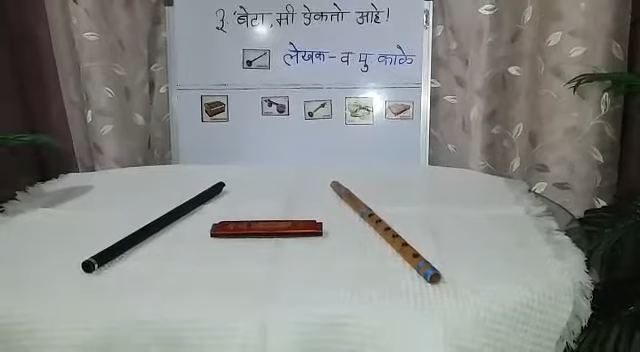 ३. 'बेटा, मी ऐकतो आहे!
लेखक - व पु काळे